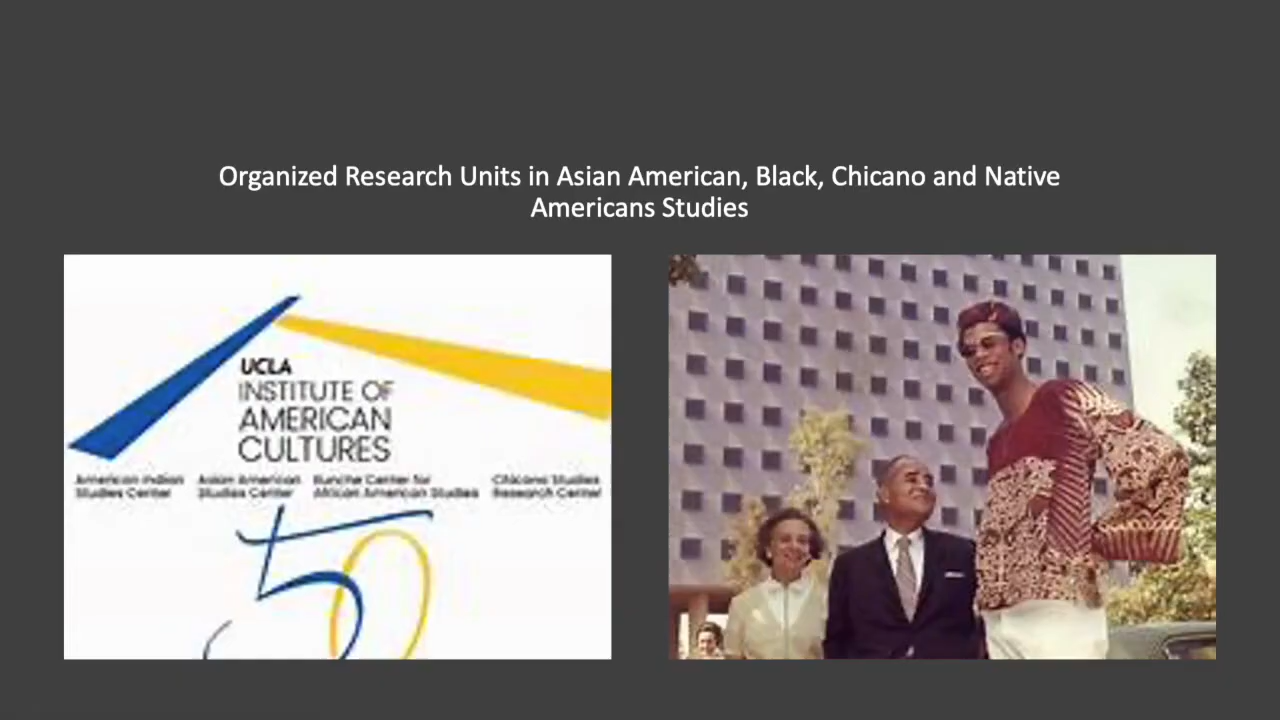 Organized Research Units in Asian American, Black, Chicano and Native
Americans Studies
UCLA
INSTITUTE OF
AMERICAN
CULTURES
American Indian
Studies Center
Asian American
Studies Center
Bunche Center for
African American Studies
Chicano Studies
Research Center
50